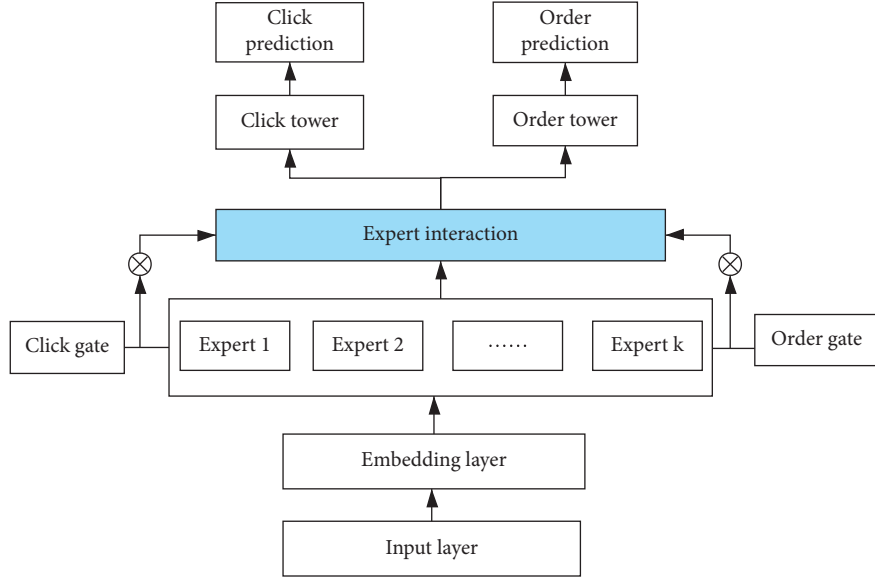 Click
prediction
Order
prediction
Click tower
Order tower
Expert interaction
Click gate
Expert 1
Expert 2
......
Expert k
Order gate
Embedding layer
Input layer